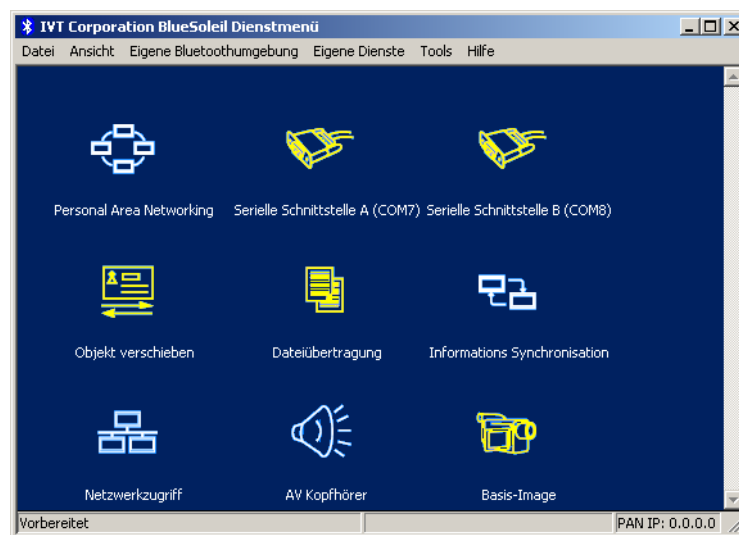 IVT Corporation BlueSoleil Dienstmenü
Datei Ansicht Eigene Bluetoothumgebung Eigene Dienste Tools Hilfe
Personal Area Networking Serielle Schnittstelle A (COM7) Serielle Schnittstelle B (COM8)
Objekt verschieben Dateiübertragung Informations Synchronisation
Netzwerkzugriff AV Kopfhörer Basis-Image
Vorbereitet PAN IP: 0.0.0.0